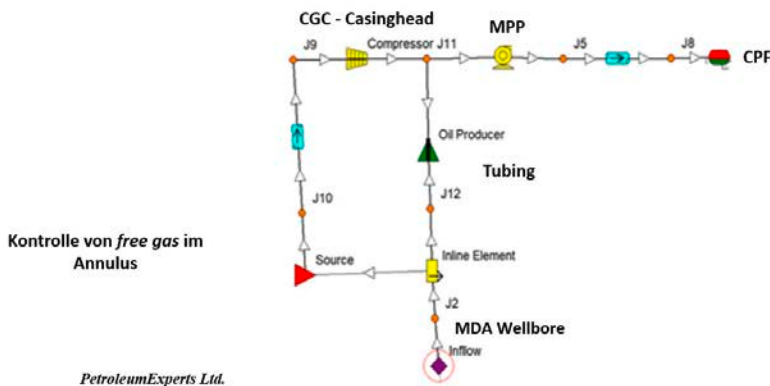 CGC - Casinghead
MPP
J9
Compressor J11
J5
J8
CPF
Oil Producer
Tubing
J10
J12
Kontrolle von free gas im
Annulus
Source
Inline Element
J2
MDA Wellbore
Inflow
PetroleumExperts Ltd.